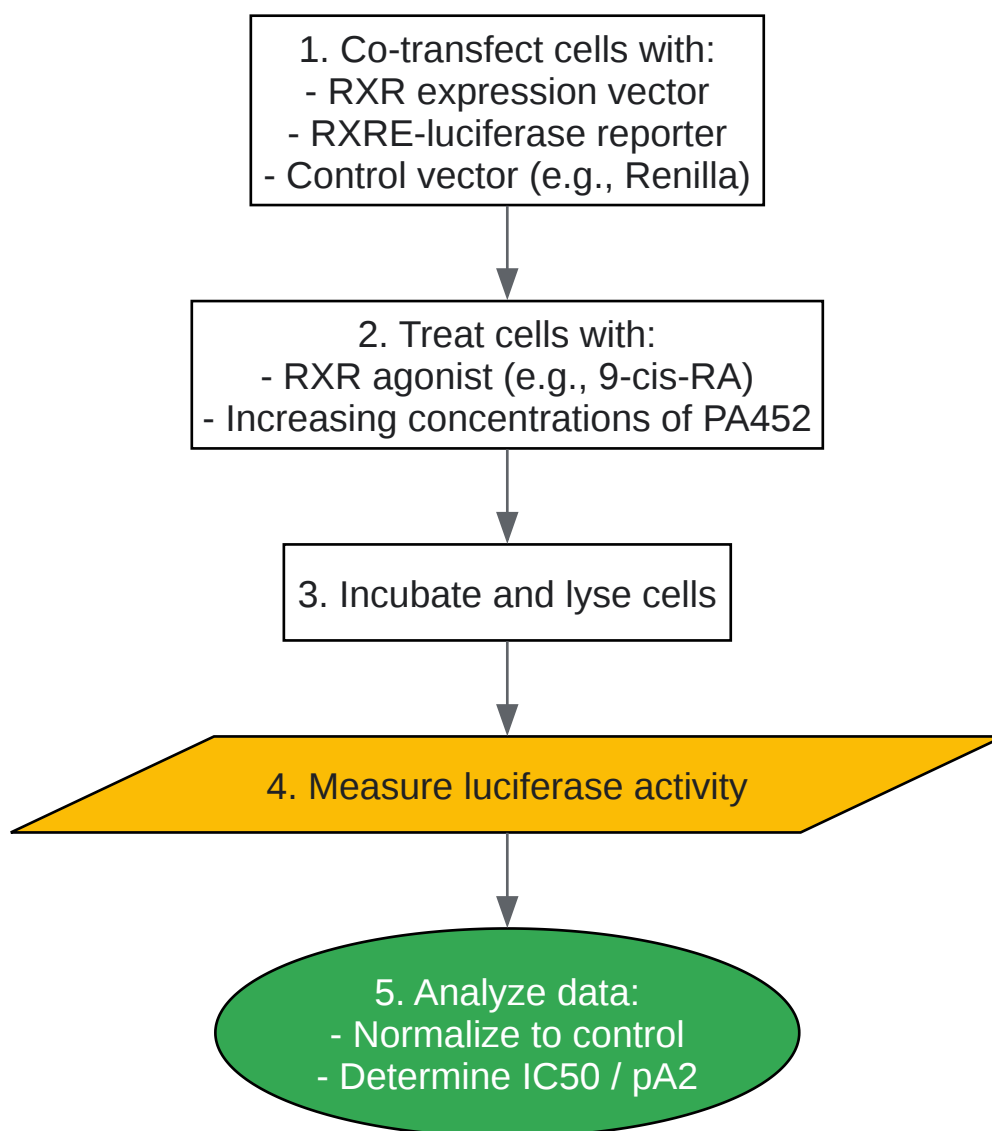 1. Co-transfect cells with:
- RXR expression vector
- RXRE-luciferase reporter
- Control vector (e.g., Renilla)
2. Treat cells with:
- RXR agonist (e.g., 9-cis-RA)
- Increasing concentrations of PA452
3. Incubate and lyse cells
4. Measure luciferase activity
5. Analyze data:
- Normalize to control
- Determine IC50 / pA2